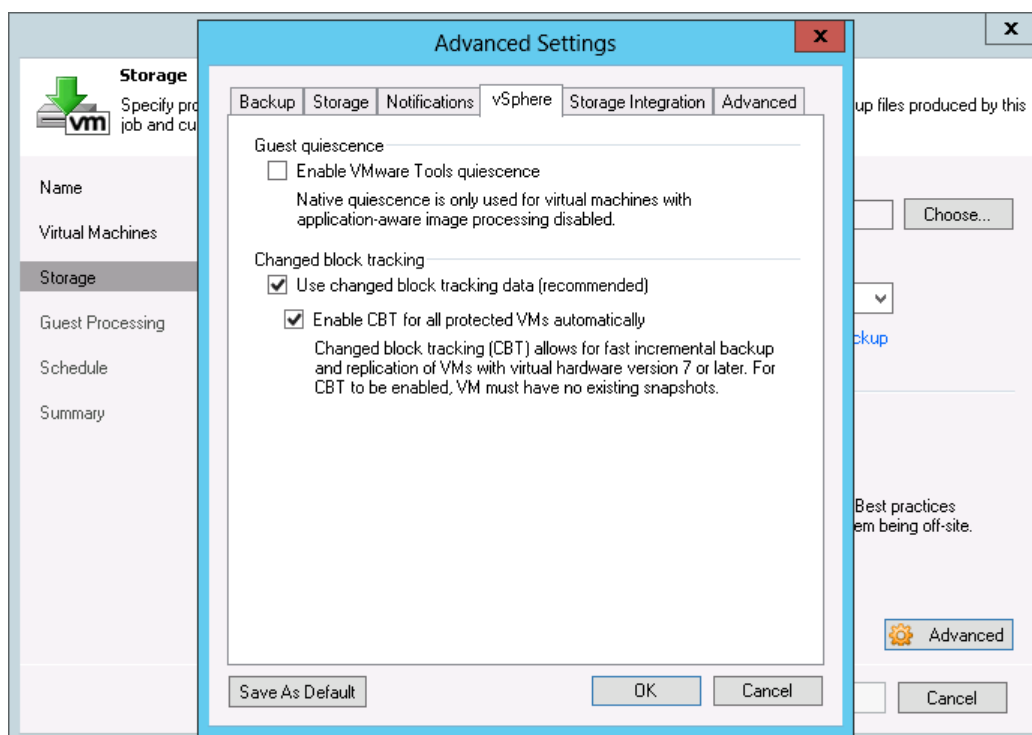 Advanced Settings
x
x
Storage
Specify pro
job and cu
up files produced by this
vm
Name
Virtual Machines
Storage
Guest Processing
Schedule
Summary
Backup
Storage
Notifications
vSphere
Storage Integration
Advanced
Guest quiescence
Enable VMware Tools quiescence
Native quiescence is only used for virtual machines with
application-aware image processing disabled.
Changed block tracking
Use changed block tracking data (recommended)
Enable CBT for all protected VMs automatically
Changed block tracking (CBT) allows for fast incremental backup
and replication of VMs with virtual hardware version 7 or later. For
CBT to be enabled, VM must have no existing snapshots.
Choose...
ckup
Best practices
em being off-site.
Advanced
Save As Default
OK
Cancel
Cancel